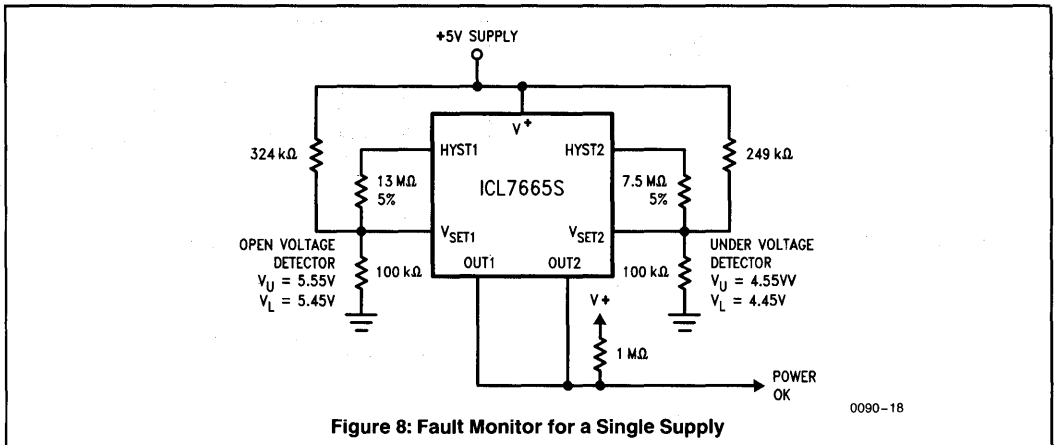 +5V SUPPLY
V+
324 kΩ
HYST1
HYST2
249 kΩ
13 MΩ
5%
ICL7665S
7.5 MΩ
5%
VSET1
VSET2
OPEN VOLTAGE
DETECTOR
VU = 5.55V
VL = 5.45V
100 kΩ
OUT1
OUT2
100 kΩ
UNDER VOLTAGE
DETECTOR
VU = 4.55VV
VL = 4.45V
V+
1 MΩ
POWER
OK
0090-18
Figure 8: Fault Monitor for a Single Supply